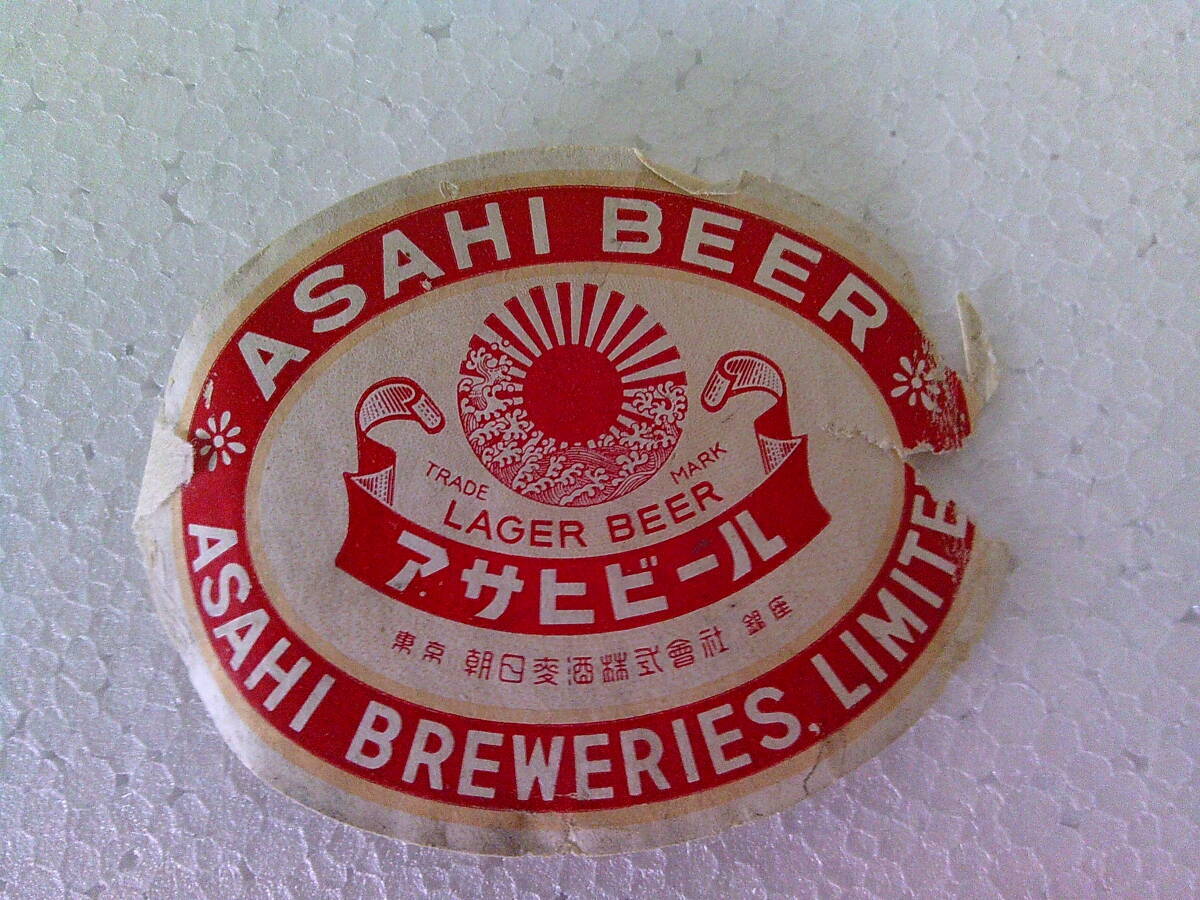 ASAHI BEER
TRADE MARK
LAGER BEER
アサヒビール
東京 朝日麥酒株式會社 銀座
ASAHI BREWERIES, LIMITE